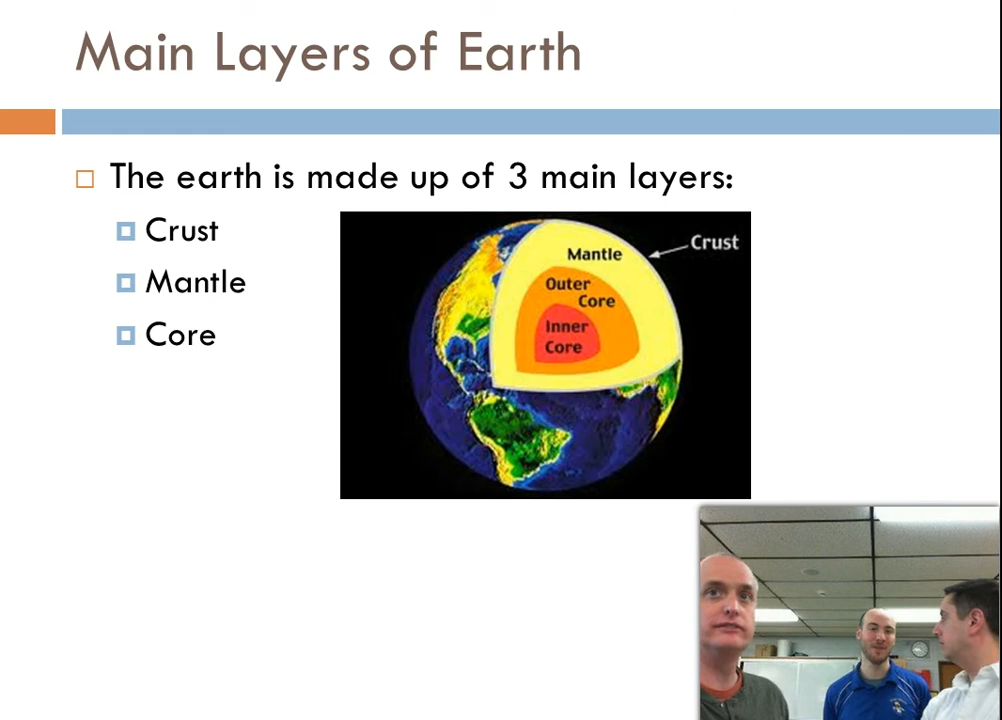 Main Layers of Earth
The earth is made up of 3 main layers:
Crust
Mantle
Core
Mantle
Crust
Outer
Core
Inner
Core